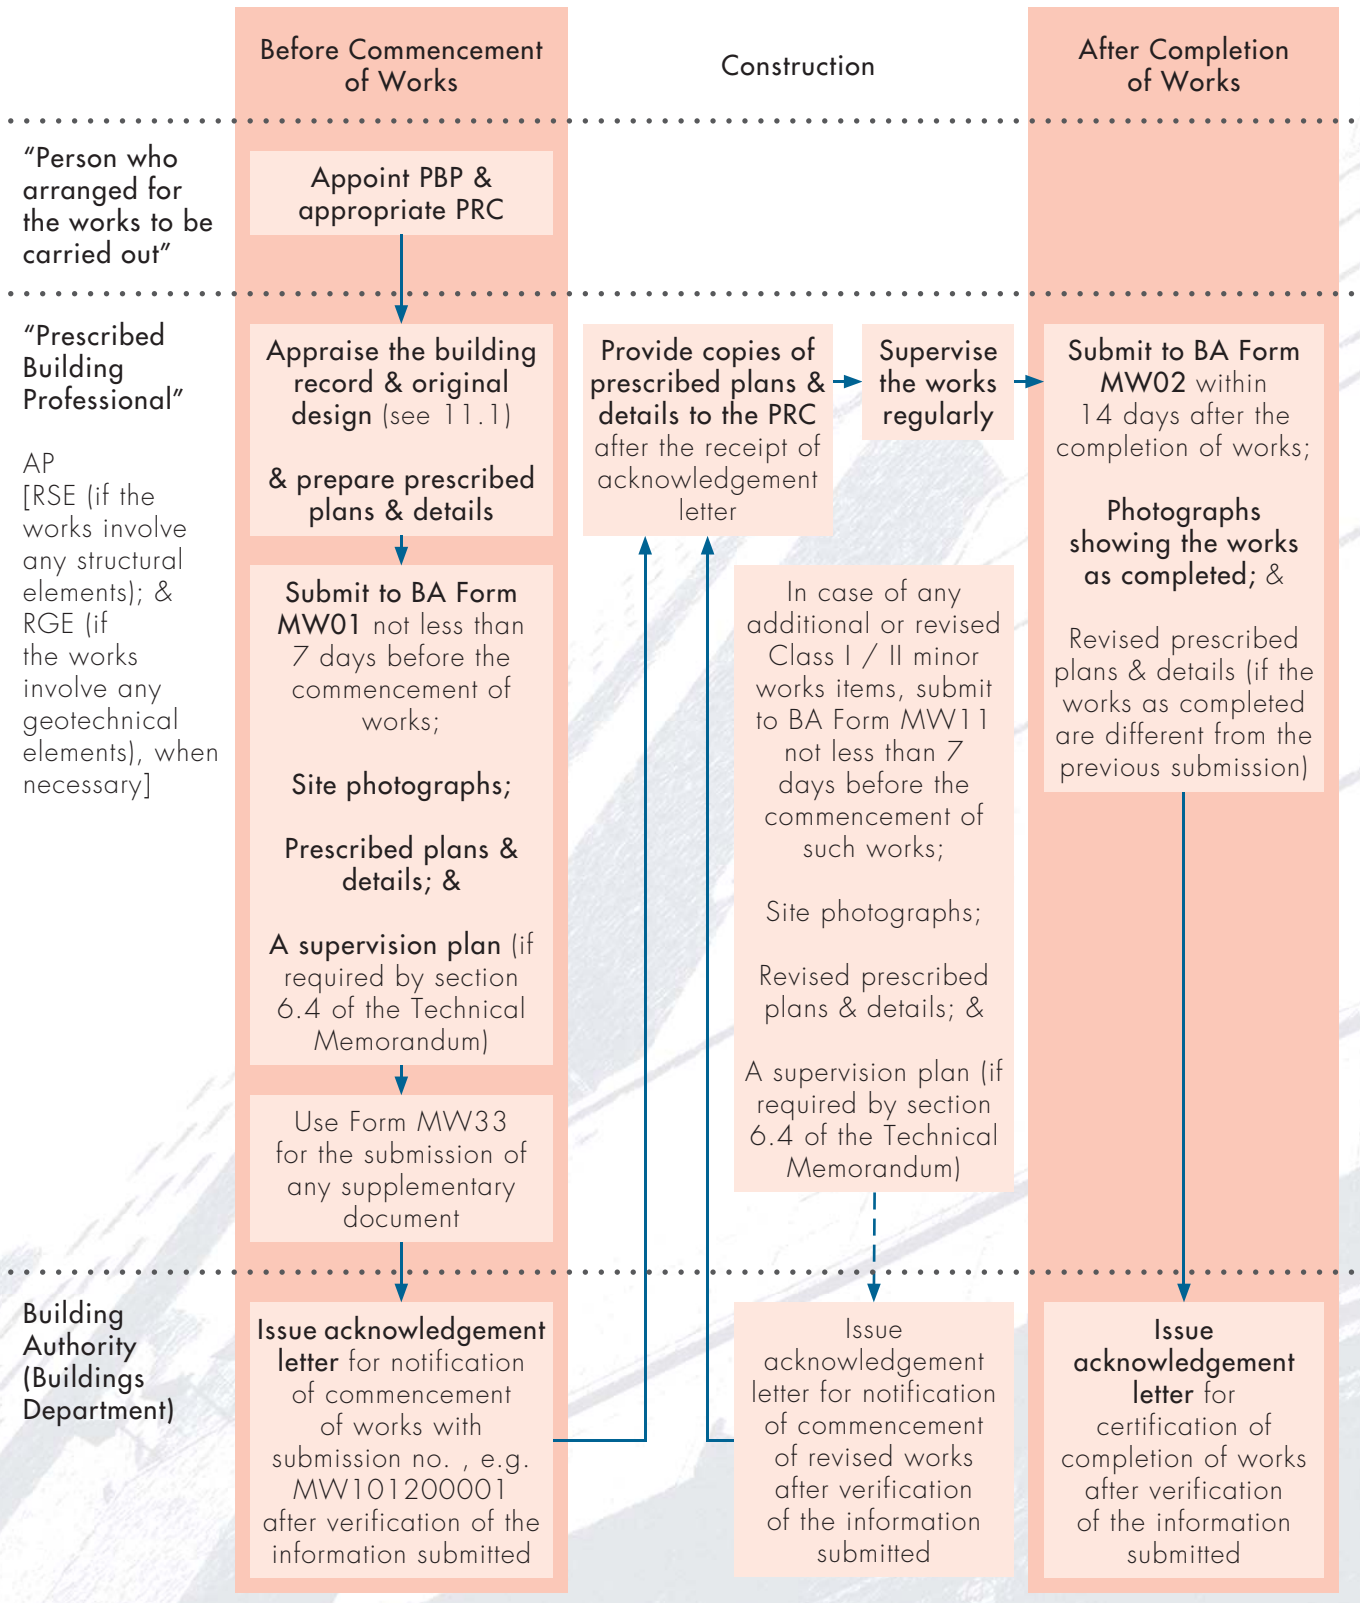 Before Commencement
of Works
Construction
After Completion
of Works
“Person who
arranged for
the works to be
carried out”
Appoint PBP &
appropriate PRC
“Prescribed
Building
Professional”
AP
[RSE (if the
works involve
any structural
elements); &
RGE (if
the works
involve any
geotechnical
elements), when
necessary]
Appraise the building
record & original
design (see 11.1)
& prepare prescribed
plans & details
Submit to BA Form
MW01 not less than
7 days before the
commencement of
works;
Site photographs;
Prescribed plans &
details; &
A supervision plan (if
required by section
6.4 of the Technical
Memorandum)
Use Form MW33
for the submission of
any supplementary
document
Provide copies of
prescribed plans &
details to the PRC
after the receipt of
acknowledgement
letter
Supervise
the works
regularly
In case of any
additional or revised
Class I / II minor
works items, submit
to BA Form MW11
not less than 7
days before the
commencement of
such works;
Site photographs;
Revised prescribed
plans & details; &
A supervision plan (if
required by section
6.4 of the Technical
Memorandum)
Submit to BA Form
MW02 within
14 days after the
completion of works;
Photographs
showing the works
as completed; &
Revised prescribed
plans & details (if the
works as completed
are different from the
previous submission)
Building
Authority
(Buildings
Department)
Issue acknowledgement
letter for notification
of commencement
of works with
submission no. , e.g.
MW101200001
after verification of the
information submitted
Issue
acknowledgement
letter for notification
of commencement
of revised works
after verification
of the information
submitted
Issue
acknowledgement
letter for
certification of
completion of works
after verification
of the information
submitted